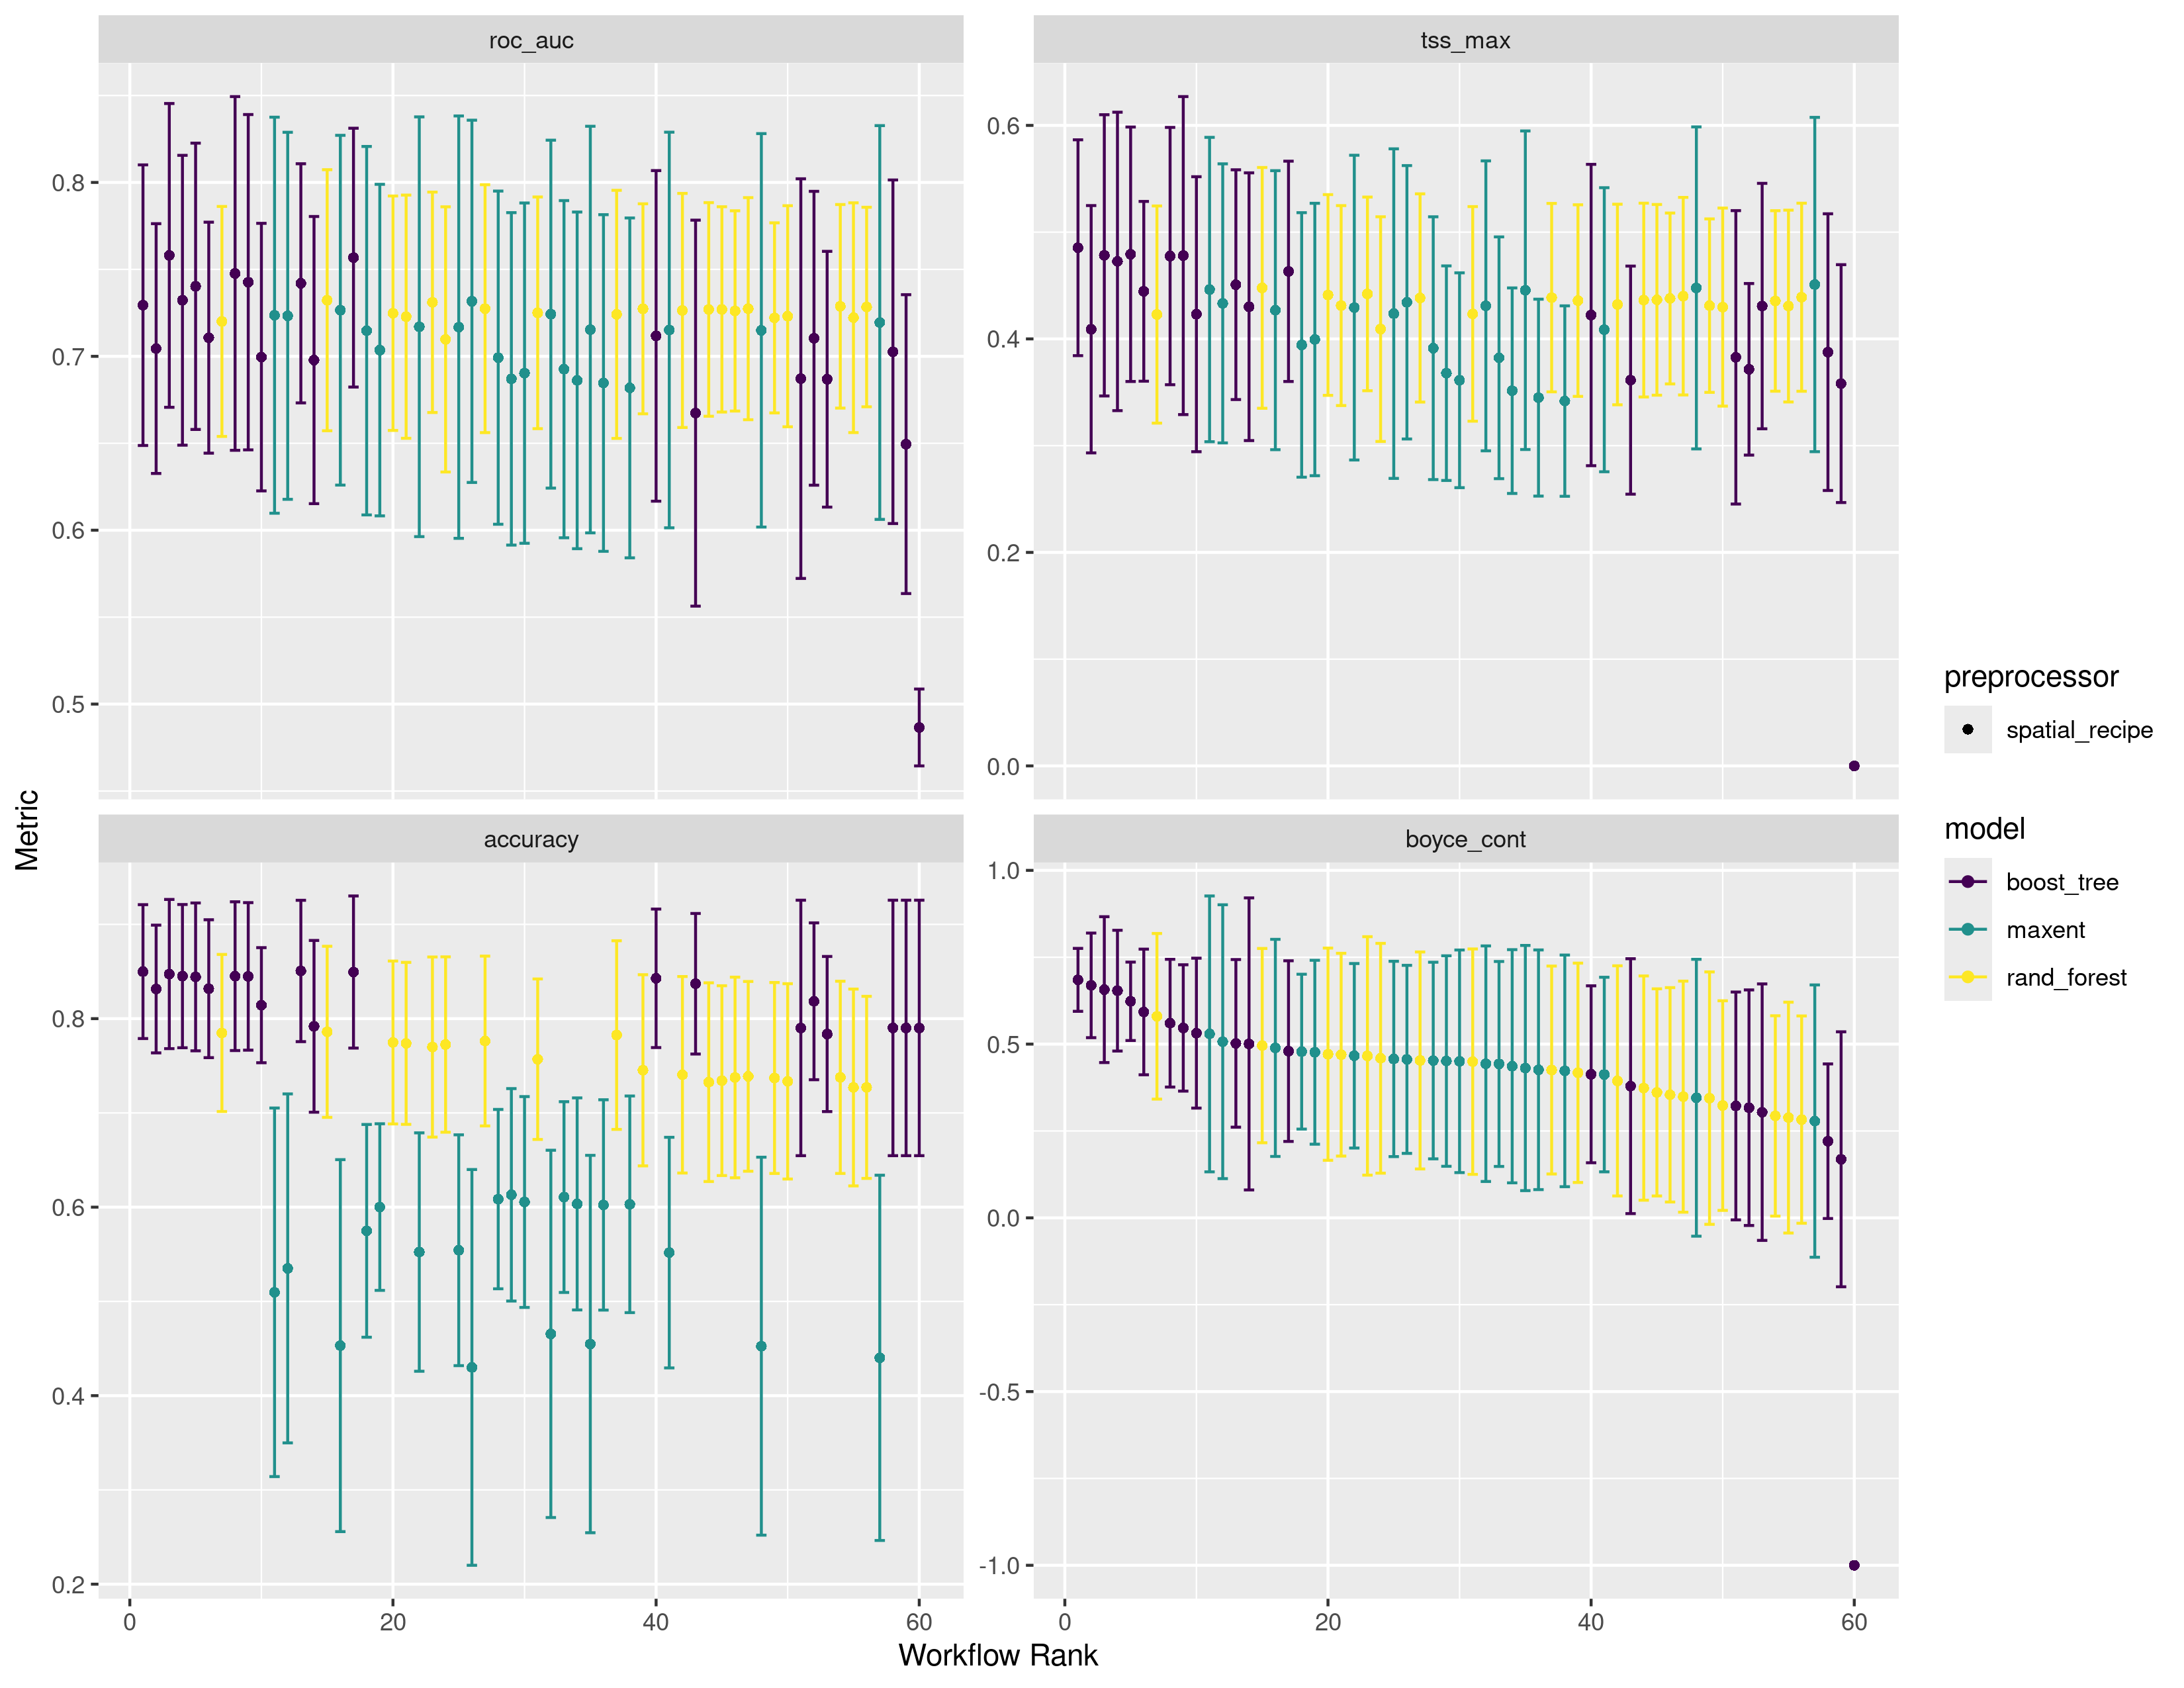 roc_auc
tss_max
0.8
0.7
0.6
0.5
0.6
0.4
0.2
0.0
accuracy
boyce_cont
0.8
0.6
0.4
0.2
1.0
0.5
0.0
-0.5
-1.0
0
20
40
60
0
20
40
60
Workflow Rank
Metric
preprocessor
spatial_recipe
model
boost_tree
maxent
rand_forest